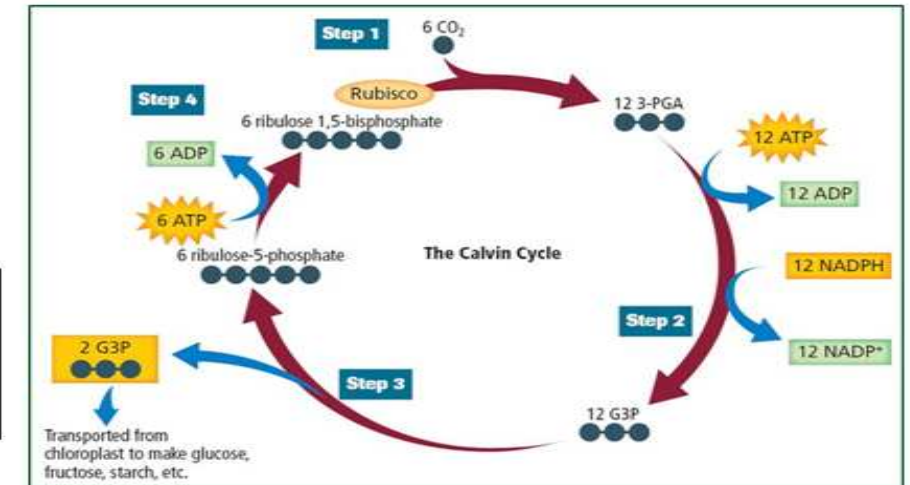 Step 1
6 CO₂
Rubisco
12 3-PGA
Step 4
6 ribulose 1,5-bisphosphate
12 ATP
6 ADP
12 ADP
6 ATP
6 ribulose-5-phosphate
The Calvin Cycle
12 NADPH
Step 2
2 G3P
12 NADP⁺
Step 3
12 G3P
Transported from
chloroplast to make glucose,
fructose, starch, etc.